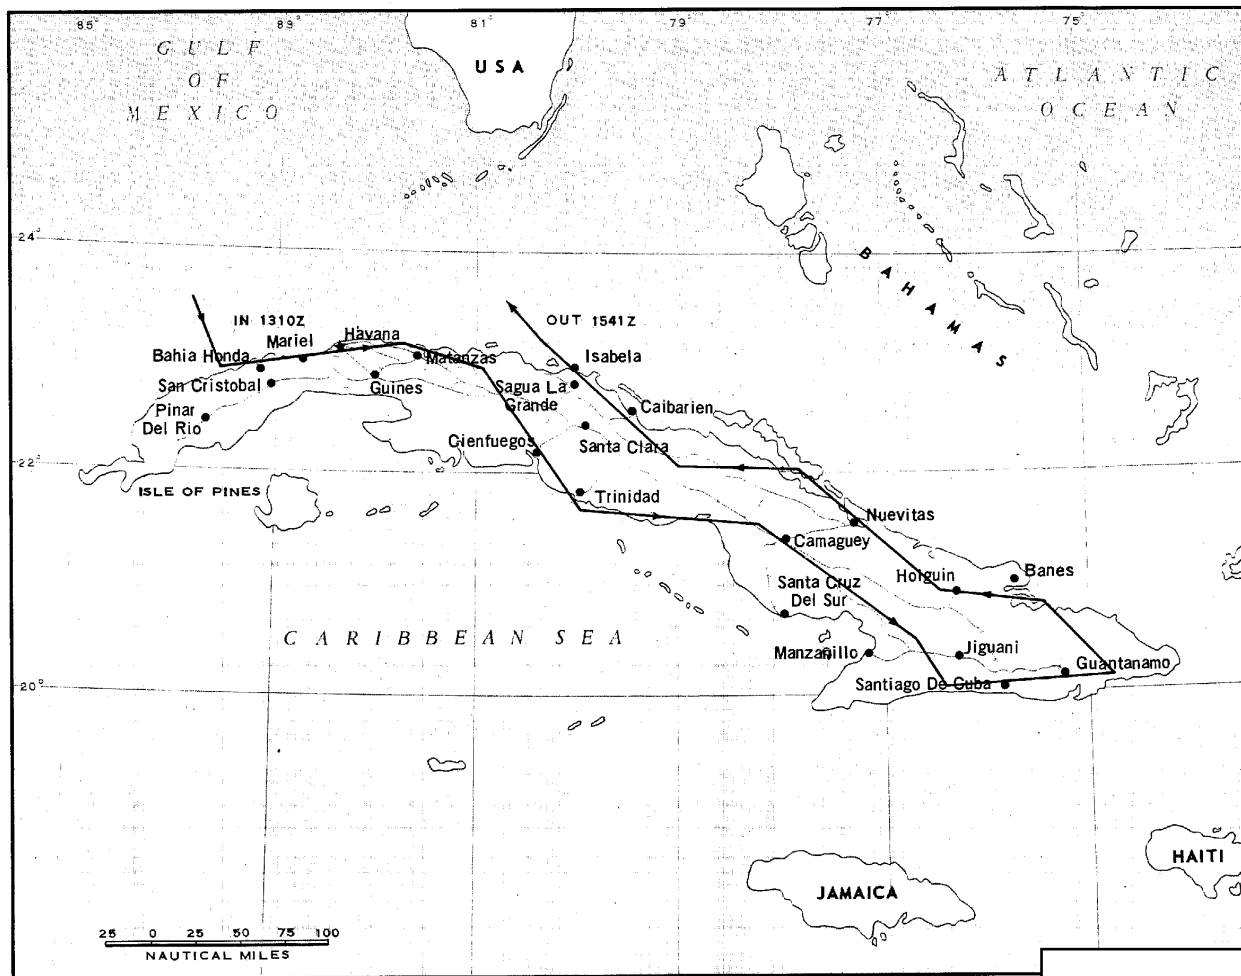 85° 83° 81° 79° 77° 75°
GULF
OF
MEXICO
USA
ATLANTIC
OCEAN
24°
BAHAMAS
IN 1310Z
OUT 1541Z
Havana
Mariel
Bahia Honda
Matanzas
Isabela
San Cristobal
Guines
Sagua La
Grande
Pinar
Del Rio
Caibarien
Cienfuegos
Santa Clara
22°
ISLE OF PINES
Trinidad
Nuevitas
Camaguey
Holguin
Banes
Santa Cruz
Del Sur
CARIBBEAN SEA
Manzanillo
Jiguani
Guantanamo
20°
Santiago De Cuba
HAITI
JAMAICA
25 0 25 50 75 100
NAUTICAL MILES